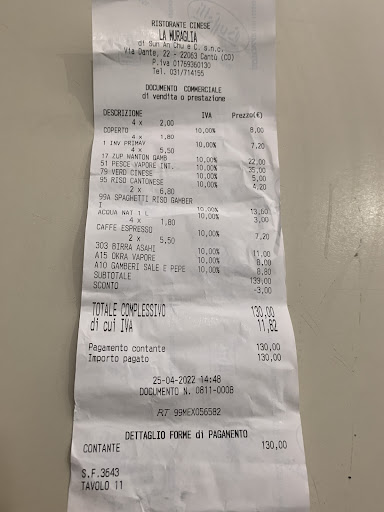 RISTORANTE CINESE
LA MURAGLIA
di Sun An Chu e C. s.n.c.
Via Dante, 22 - 22063 Cantù (CO)
P.iva 01769360130
Tel. 031/714155
DOCUMENTO COMMERCIALE
di vendita o prestazione
DESCRIZIONE IVA Prezzo(€)
4 x 2,00
COPERTO 10,00% 8,00
4 x 1,80
1 INV PRIMAV 10,00% 7,20
4 x 5,50
17 ZUP WANTON GAMB 10,00% 22,00
51 PESCE VAPORE INT. 10,00% 35,00
79 VERD CINESE 10,00% 5,00
95 RISO CANTONESE 10,00% 4,20
2 x 6,80
99A SPAGHETTI RISO GAMBER
I 10,00% 13,60
ACQUA NAT 1 L 10,00% 3,00
4 x 1,80
CAFFE ESPRESSO 10,00% 7,20
2 x 5,50
303 BIRRA ASAHI 10,00% 11,00
A15 OKRA VAPORE 10,00% 8,00
A10 GAMBERI SALE E PEPE 10,00% 8,80
SUBTOTALE 133,00
SCONTO -3,00
TOTALE COMPLESSIVO 130,00
di cui IVA 11,82
Pagamento contante 130,00
Importo pagato 130,00
25-04-2022 14:48
DOCUMENTO N. 0811-0008
RT 99MEX056582
DETTAGLIO FORME di PAGAMENTO
CONTANTE 130,00
S.F.3643
TAVOLO 11